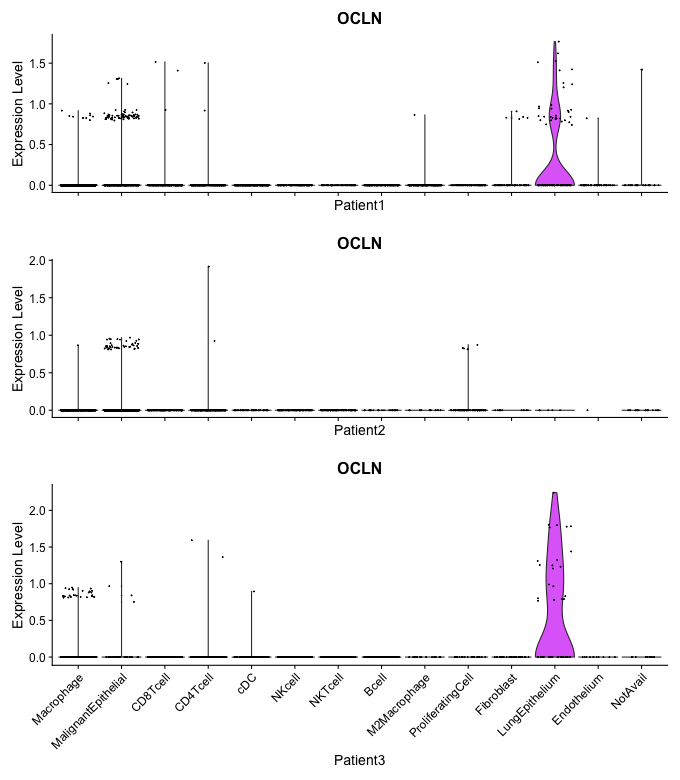 OCLN
Expression Level
1.5
1.0
0.5
0.0
Patient1
OCLN
Expression Level
2.0
1.5
1.0
0.5
0.0
Patient2
OCLN
Expression Level
2.0
1.5
1.0
0.5
0.0
Macrophage
MalignantEpithelial
CD8Tcell
CD4Tcell
cDC
NKcell
NKTcell
Bcell
M2Macrophage
ProliferatingCell
Fibroblast
LungEpithelium
Endothelium
NotAvail
Patient3